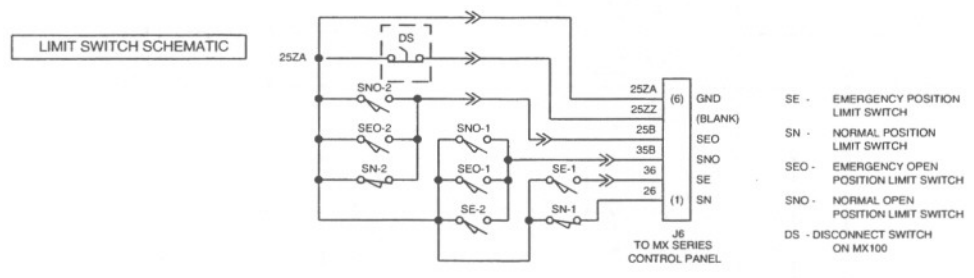 LIMIT SWITCH SCHEMATIC
DS
25ZA
SNO-2
SEO-2
SN-2
SNO-1
SEO-1
SE-2
SE-1
SN-1
25ZA (6) GND
25ZZ (BLANK)
25B SEO
35B SNO
36 SE
26 (1) SN
J6
TO MX SERIES
CONTROL PANEL
SE - EMERGENCY POSITION
LIMIT SWITCH
SN - NORMAL POSITION
LIMIT SWITCH
SEO - EMERGENCY OPEN
POSITION LIMIT SWITCH
SNO - NORMAL OPEN
POSITION LIMIT SWITCH
DS - DISCONNECT SWITCH
ON MX100